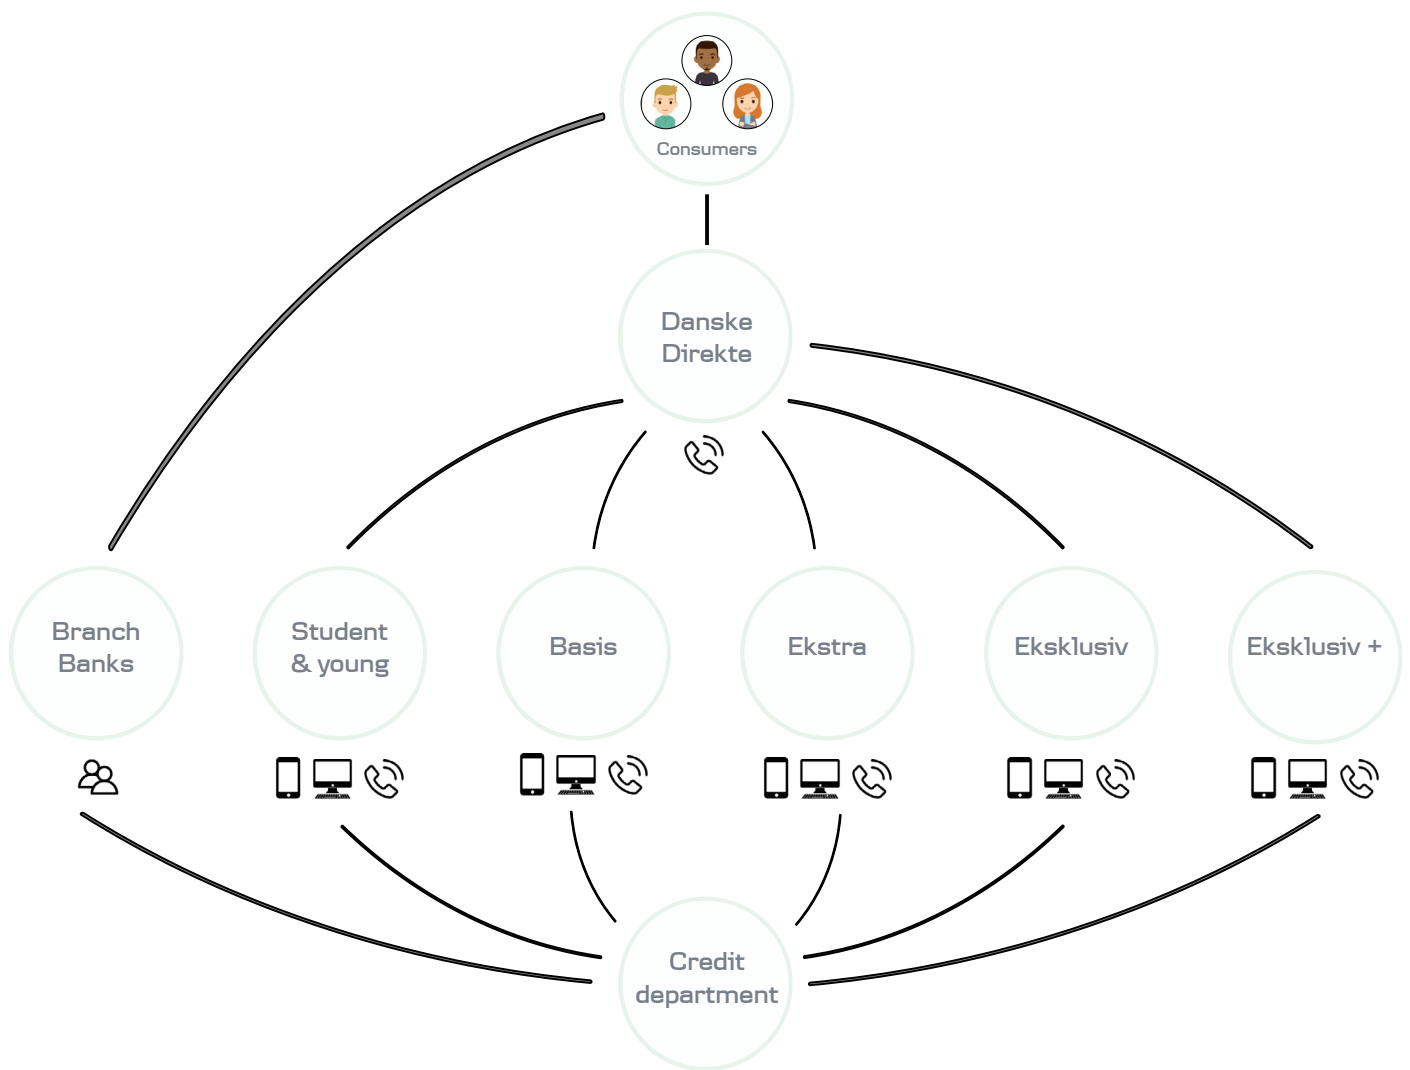 Consumers
Danske
Direkte
Branch
Banks
Student
& young
Basis
Ekstra
Eksklusiv
Eksklusiv +
Credit
department